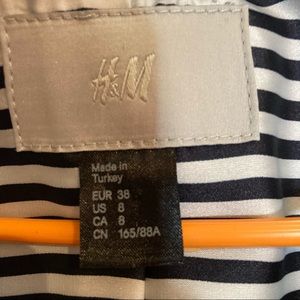 H&M
Made in
Turkey
EUR 38
US 8
CA 8
CN 165/88A